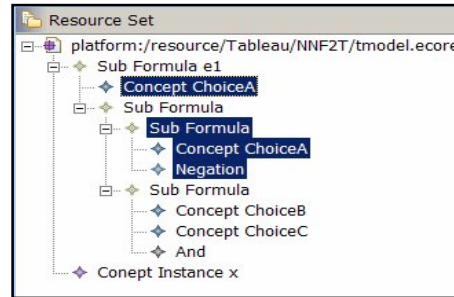 Resource Set
platform:/resource/Tableau/NNF2T/tmodel.ecore
Sub Formula e1
Concept ChoiceA
Sub Formula
Sub Formula
Concept ChoiceA
Negation
Sub Formula
Concept ChoiceB
Concept ChoiceC
And
Conept Instance x